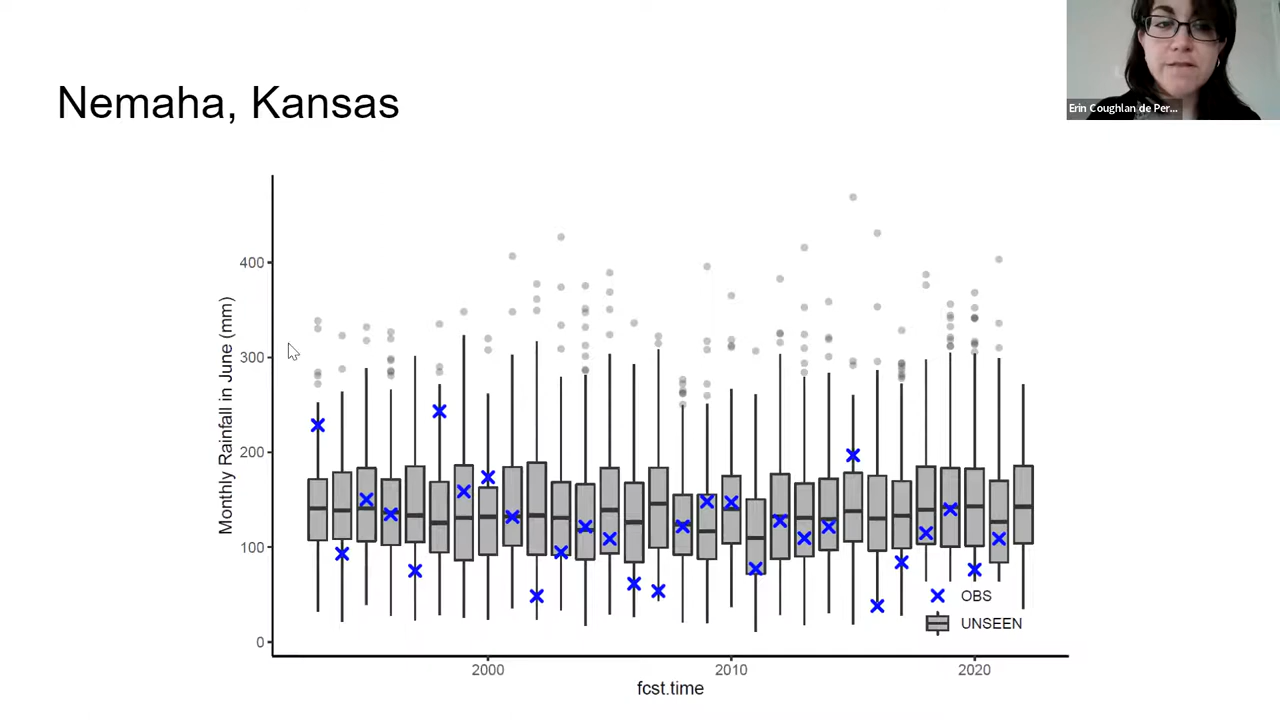 Nemaha, Kansas
Erin Coughlan de Per...
Monthly Rainfall in June (mm)
400
300
200
100
0
OBS
UNSEEN
2000
2010
2020
fcst.time